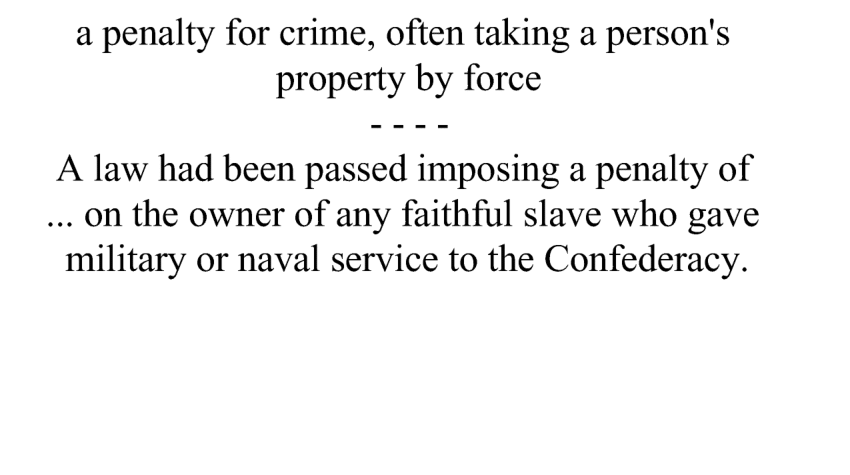 a penalty for crime, often taking a person's
property by force
- - - -
A law had been passed imposing a penalty of
... on the owner of any faithful slave who gave
military or naval service to the Confederacy.